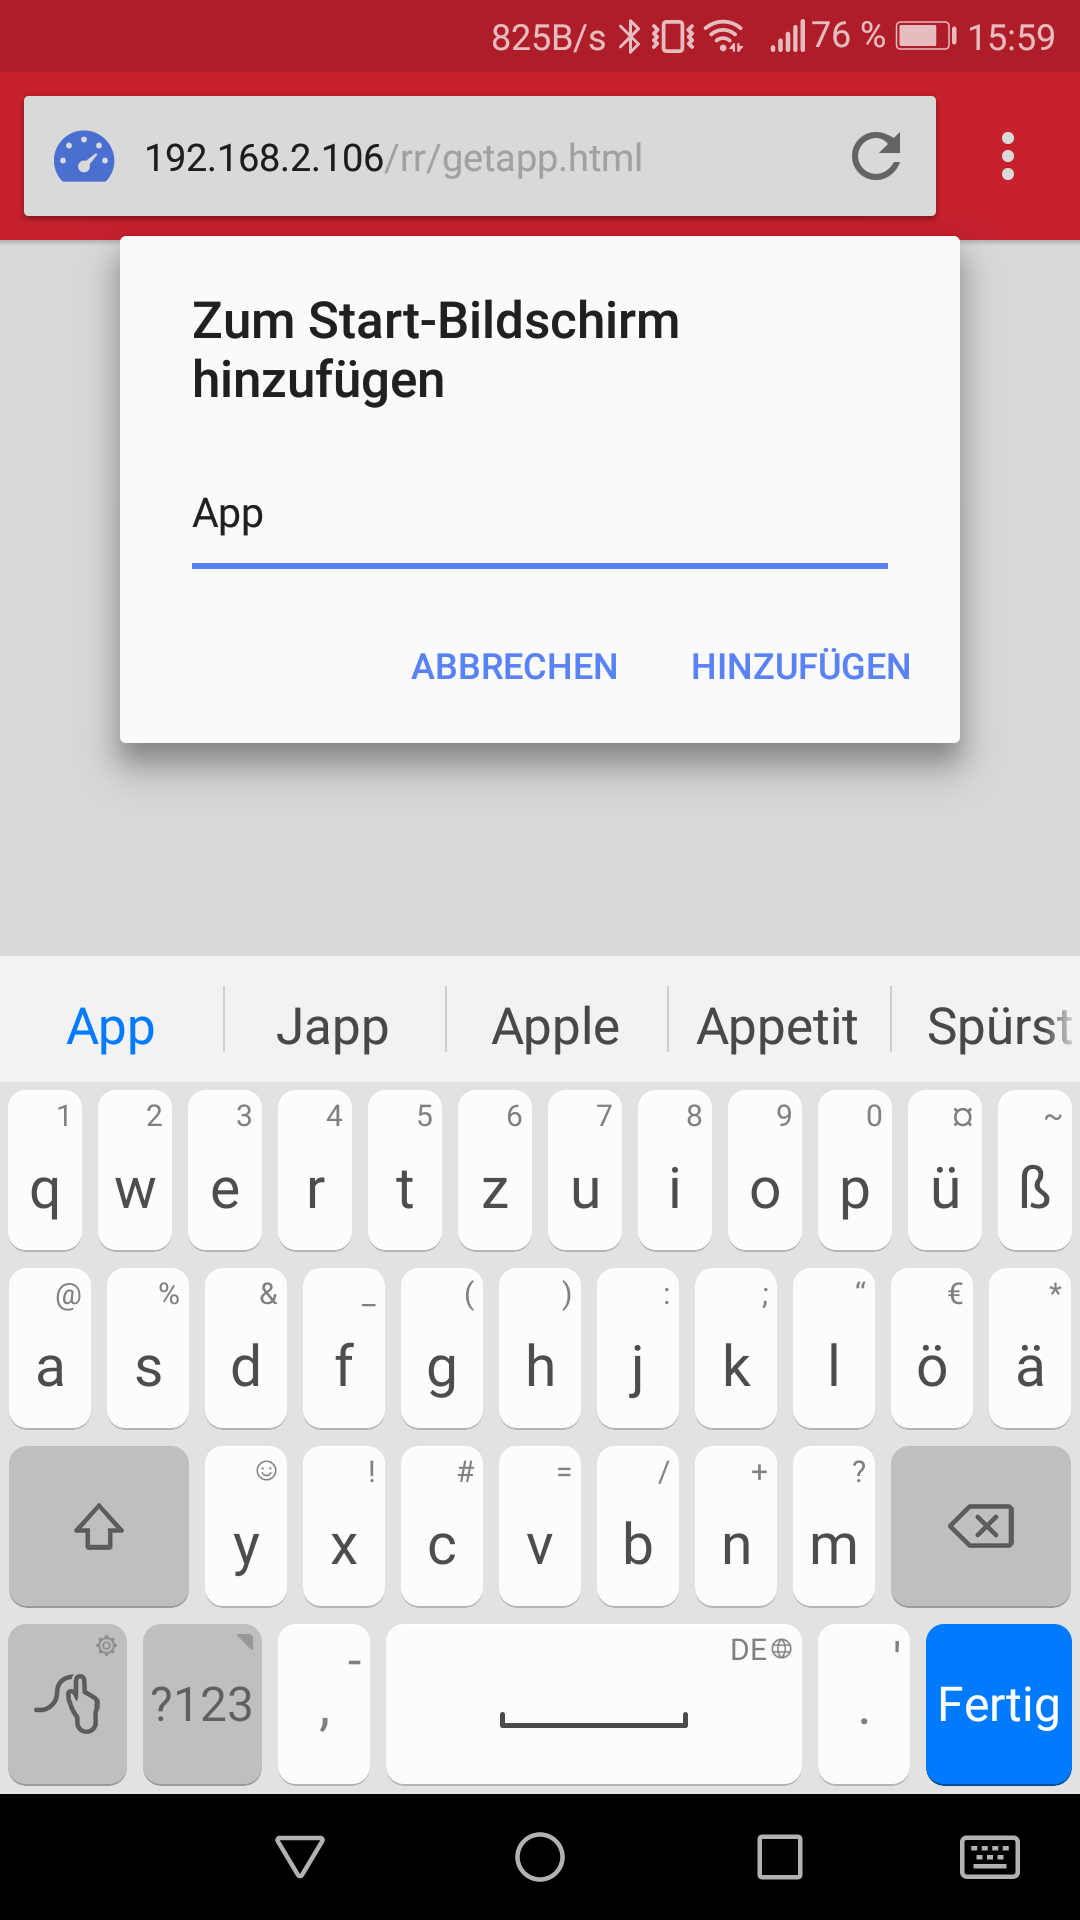 825B/s 76 % 15:59
192.168.2.106/rr/getapp.html
Zum Start-Bildschirm
hinzufügen
App
ABBRECHEN HINZUFÜGEN
App Japp Apple Appetit Spürst
1 2 3 4 5 6 7 8 9 0 ¤ ~
q w e r t z u i o p ü ß
@ % & _ ( ) : ; “ € *
a s d f g h j k l ö ä
! # = / + ?
y x c v b n m
- DE '
?123 , . Fertig